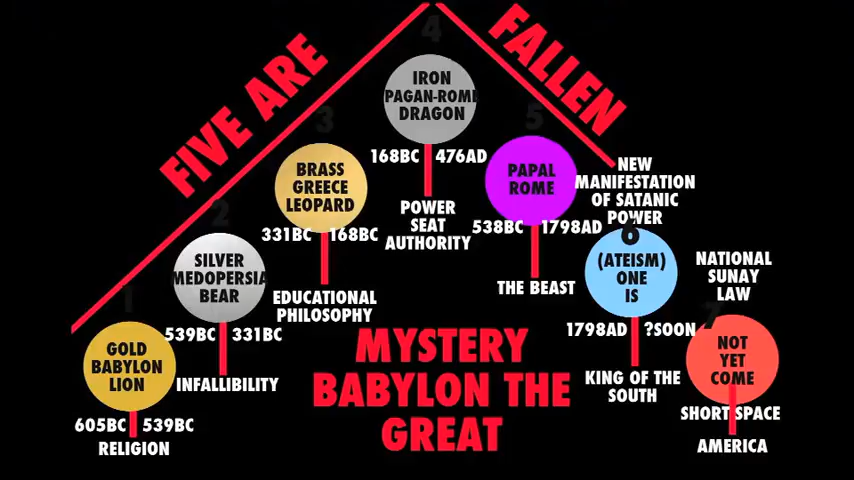 FIVE ARE
FALLEN
1
GOLD
BABYLON
LION
605BC
539BC
RELIGION
2
SILVER
MEDOPERSIA
BEAR
539BC
331BC
INFALLIBILITY
3
BRASS
GREECE
LEOPARD
331BC
168BC
EDUCATIONAL
PHILOSOPHY
4
IRON
PAGAN-ROME
DRAGON
168BC
476AD
POWER
SEAT
AUTHORITY
5
PAPAL
ROME
538BC
1798AD
THE BEAST
NEW
MANIFESTATION
OF SATANIC
POWER
6
(ATEISM)
ONE
IS
1798AD
?SOON
KING OF THE
SOUTH
NATIONAL
SUNAY
LAW
7
NOT
YET
COME
SHORT SPACE
AMERICA
MYSTERY
BABYLON THE
GREAT